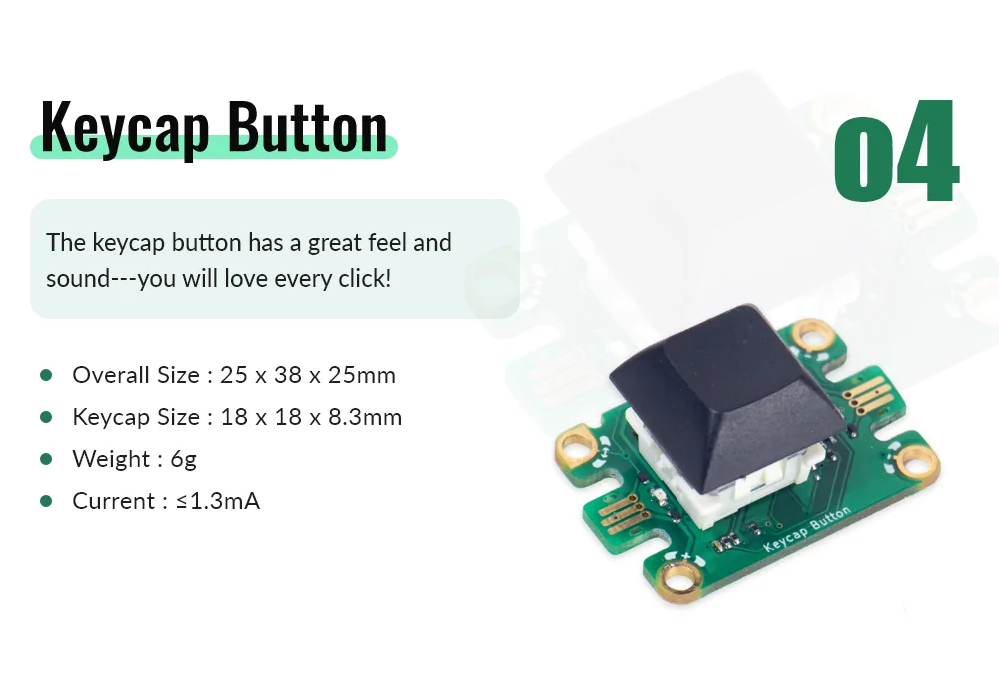 Keycap Button
04
The keycap button has a great feel and
sound---you will love every click!
Overall Size : 25 x 38 x 25mm
Keycap Size : 18 x 18 x 8.3mm
Weight : 6g
Current : ≤1.3mA
Keycap Button